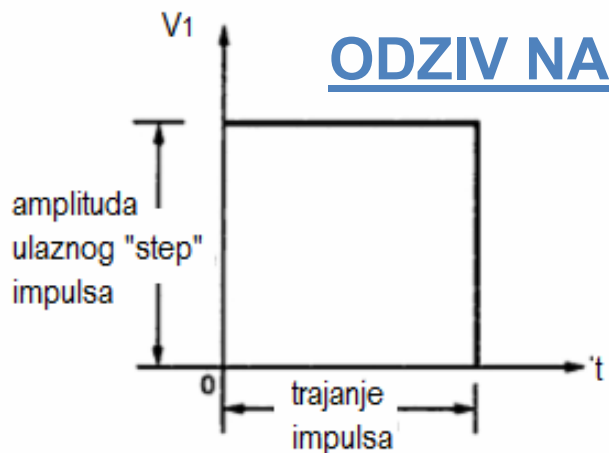 V1
ODZIV NA
amplituda
ulaznog "step"
impulsa
0
t
trajanje
impulsa